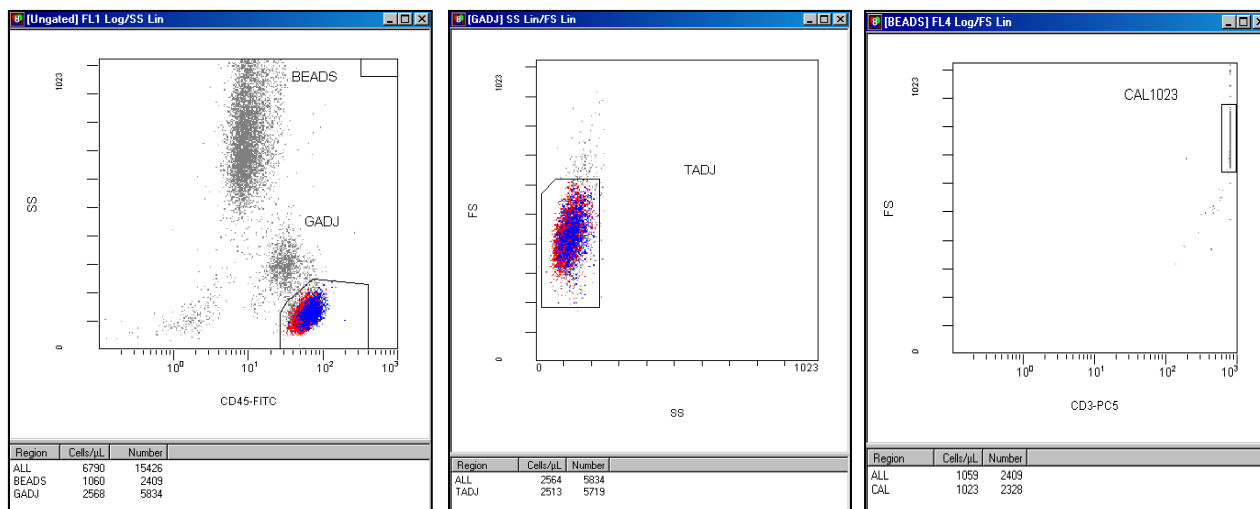 [Ungated] FL1 Log/SS Lin
1023
BEADS
GADJ
SS
0
10⁰ 10¹ 10² 10³
CD45-FITC
Region Cells/µL Number
ALL 6790 15426
BEADS 1060 2409
GADJ 2568 5834
[GADJ] SS Lin/FS Lin
1023
TADJ
FS
0
0 1023
SS
Region Cells/µL Number
ALL 2564 5834
TADJ 2513 5719
[BEADS] FL4 Log/FS Lin
1023
CAL1023
FS
0
10⁰ 10¹ 10² 10³
CD3-PC5
Region Cells/µL Number
ALL 1059 2409
CAL 1023 2328